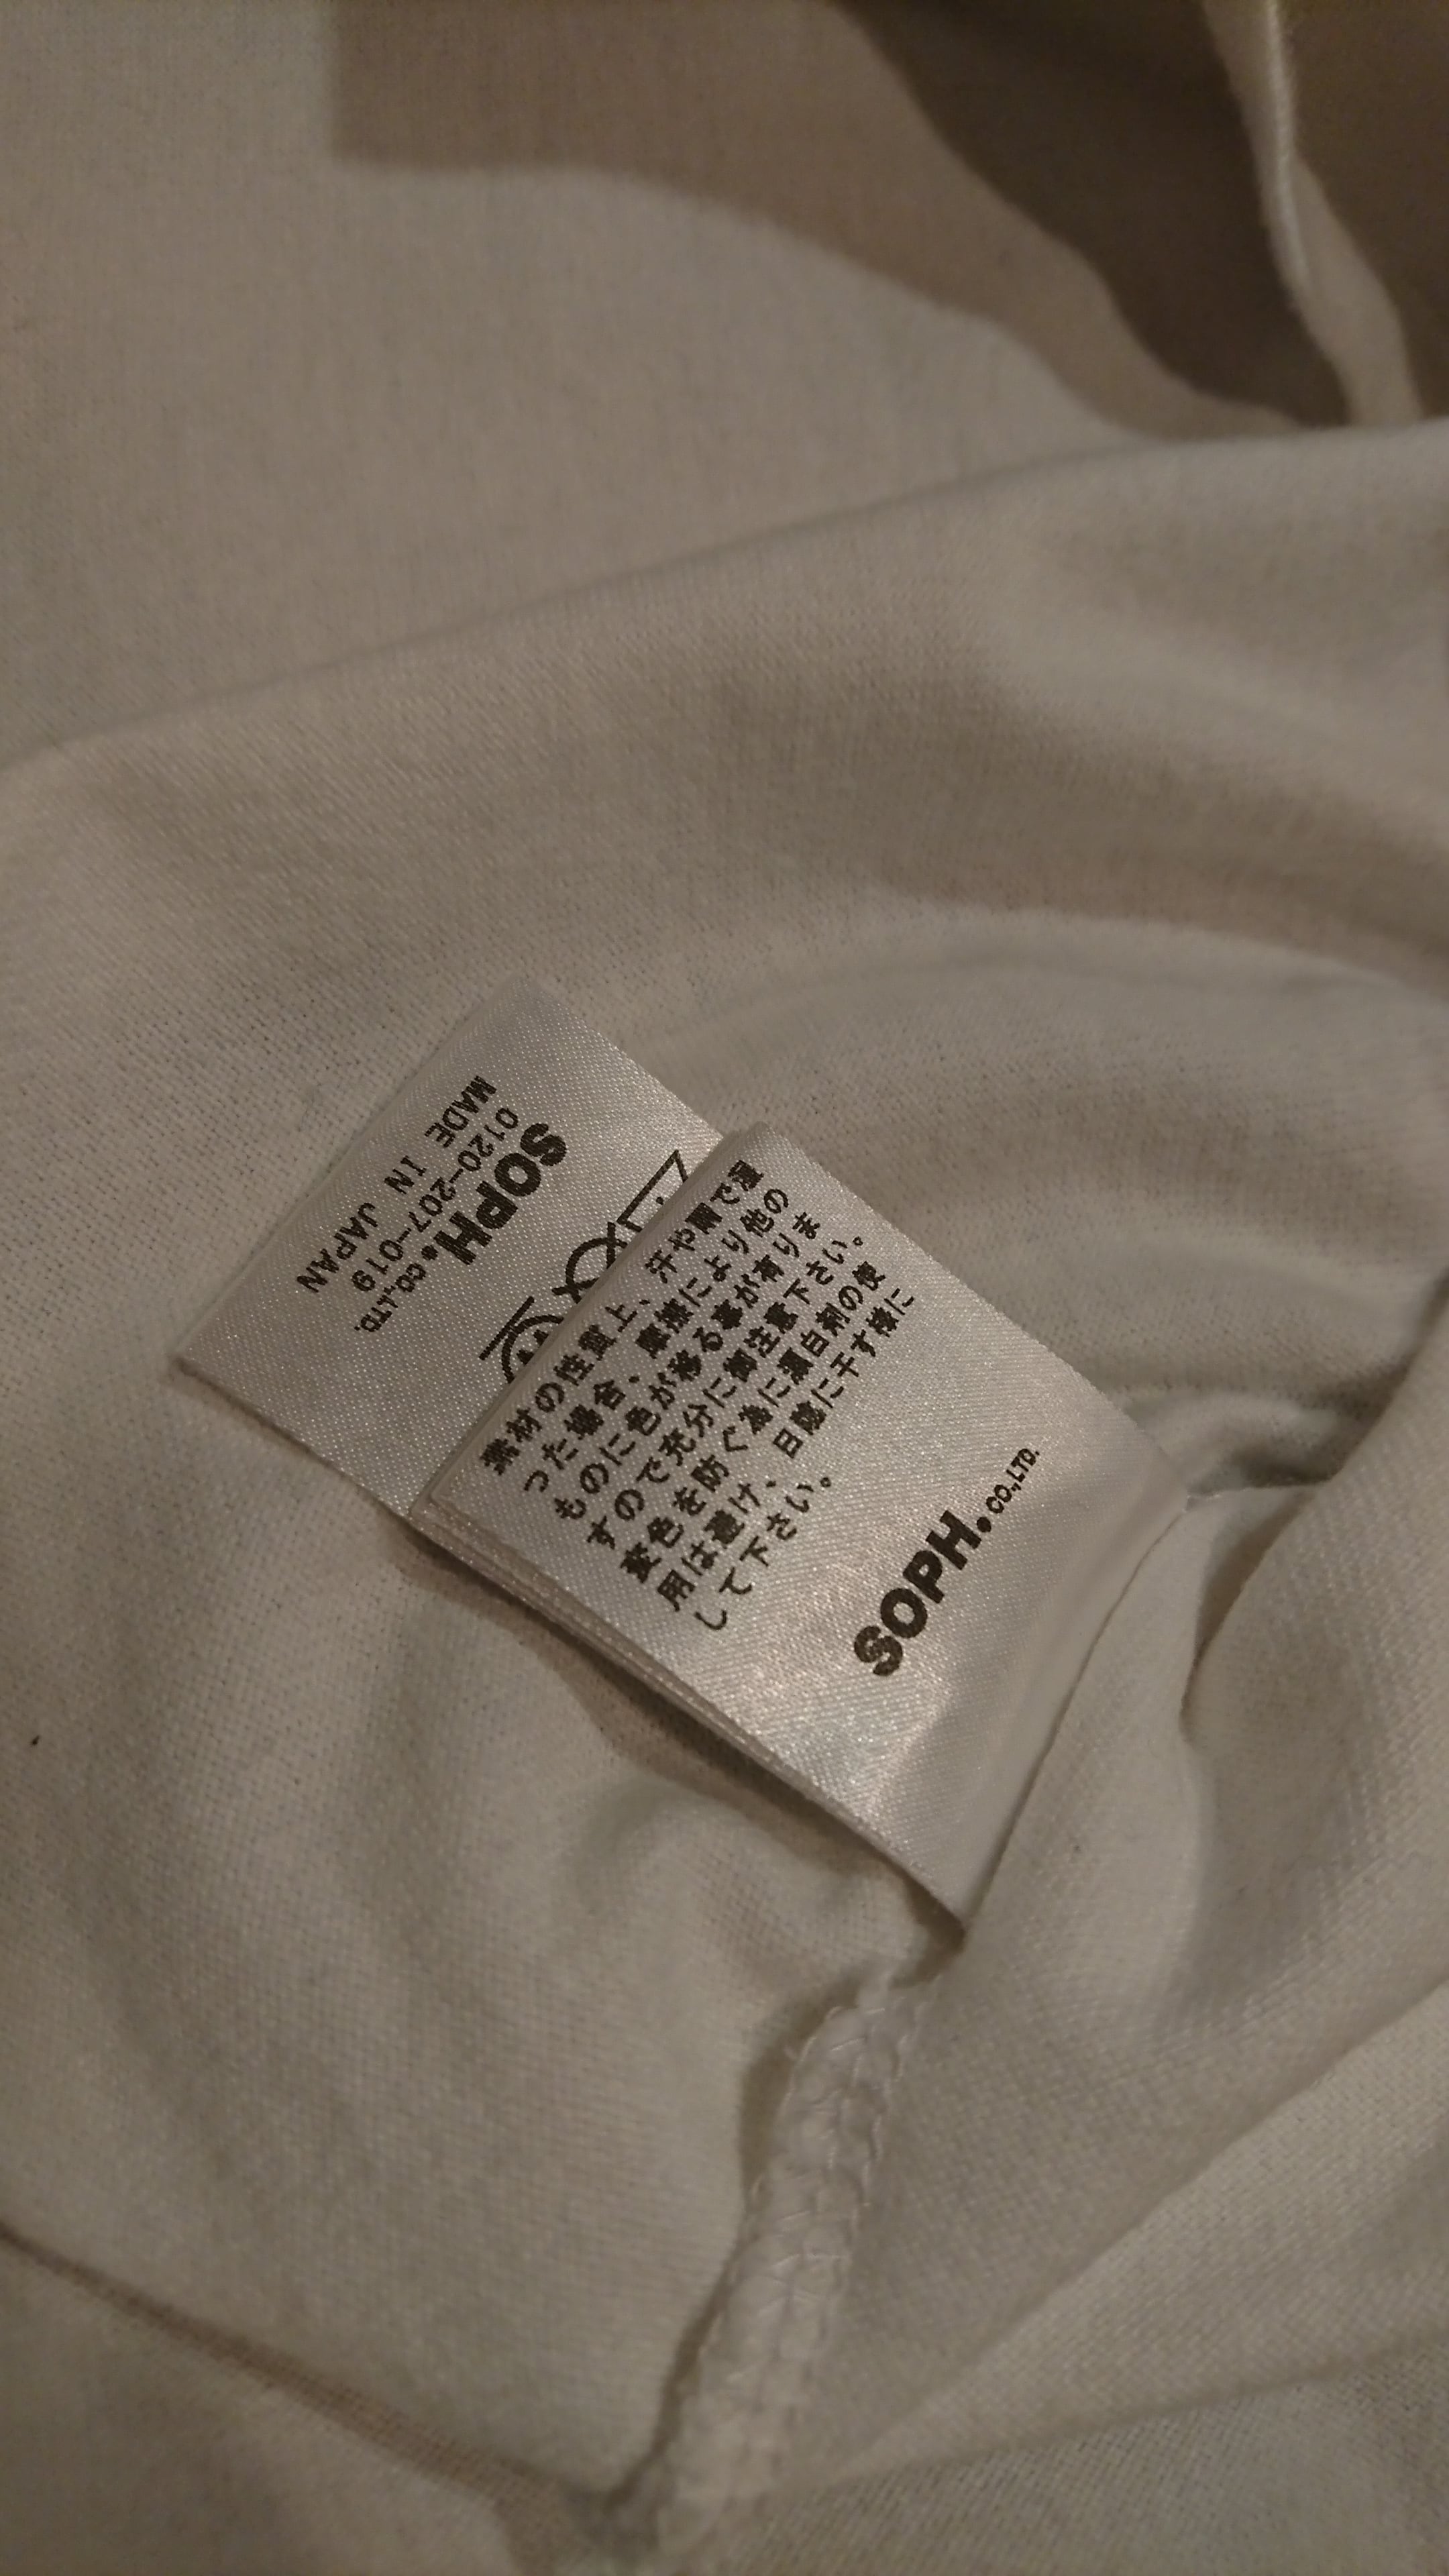 素材の性質上、汗や雨で湿
った場合、摩擦により他の
ものに色が移る事が有りま
すので充分に御注意下さい。
変色を防ぐ為に漂白剤の使
用は避け、日陰に干す様に
して下さい。
SOPH.CO.,LTD.
SOPH.CO.,LTD.
0120-207-019
MADE IN JAPAN